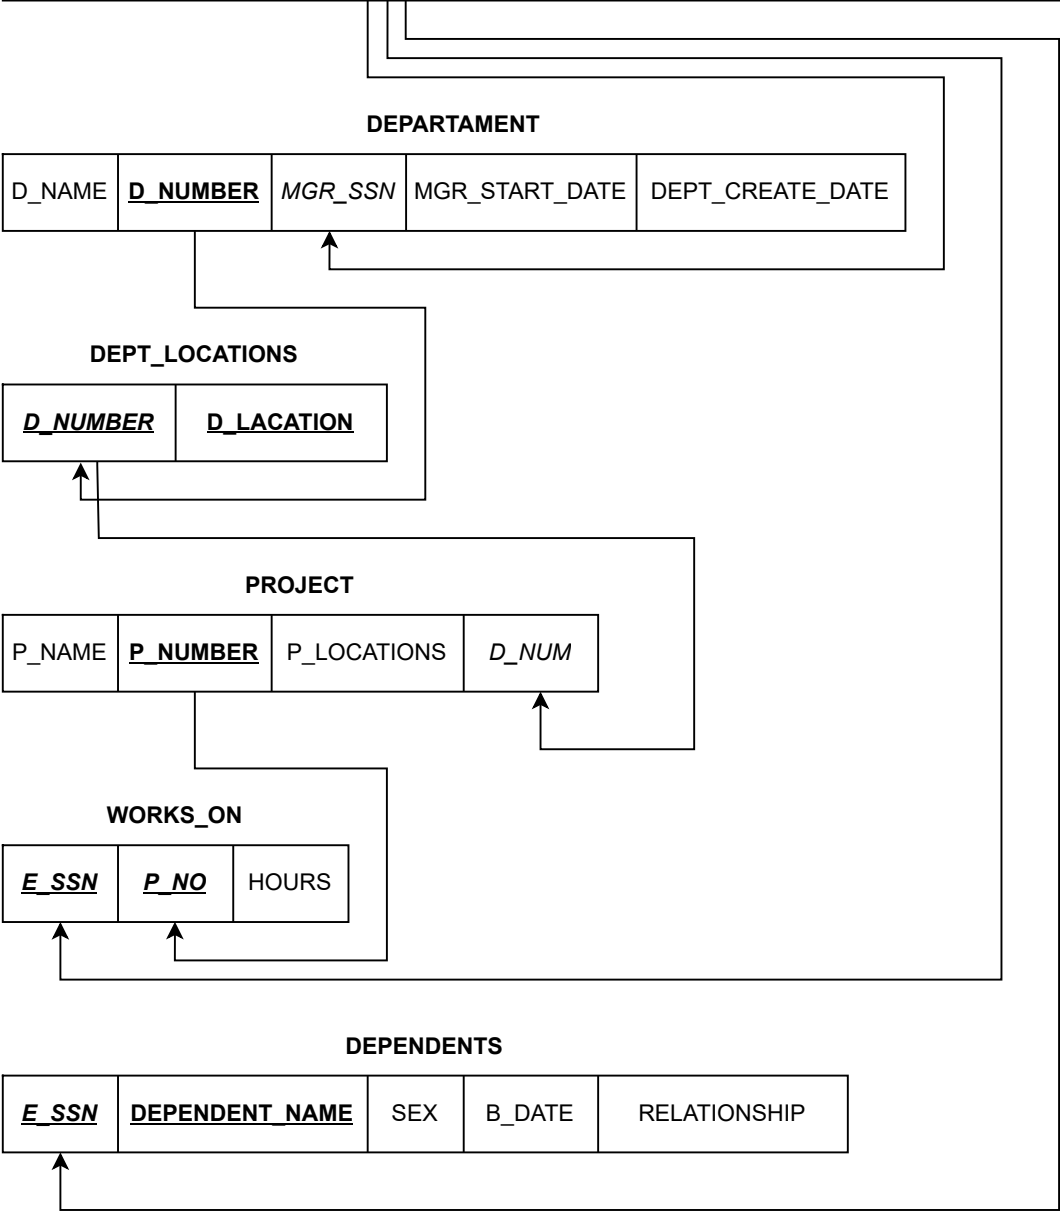 DEPARTAMENT
D_NAME D_NUMBER MGR_SSN MGR_START_DATE DEPT_CREATE_DATE
DEPT_LOCATIONS
D_NUMBER D_LACATION
PROJECT
P_NAME P_NUMBER P_LOCATIONS D_NUM
WORKS_ON
E_SSN P_NO HOURS
DEPENDENTS
E_SSN DEPENDENT_NAME SEX B_DATE RELATIONSHIP